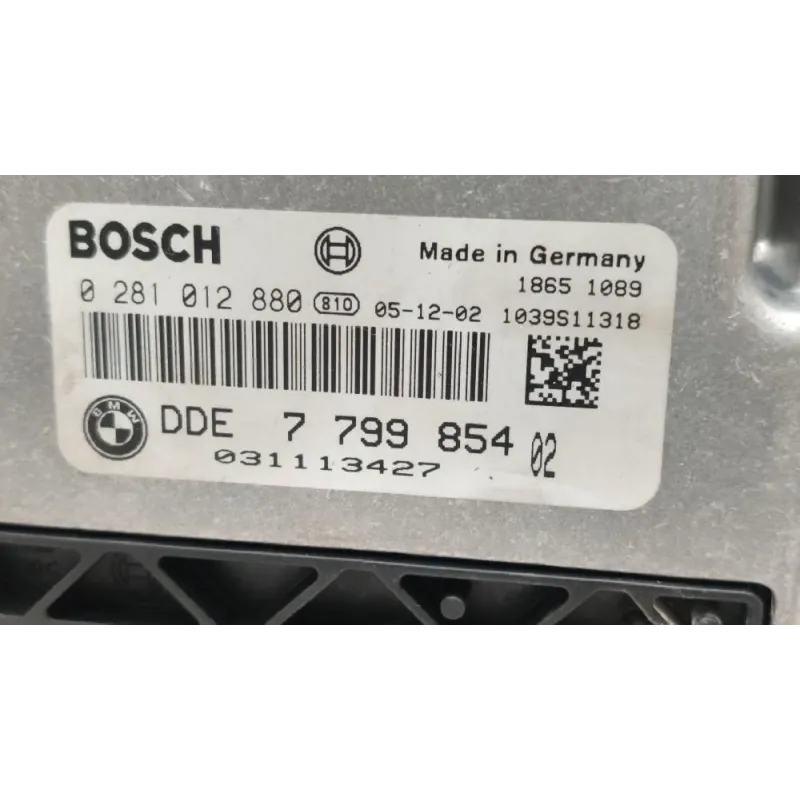 BOSCH Made in Germany
1865 1089
0 281 012 880 810 05-12-02 1039S11318
BMW DDE 7 799 854 02
031113427